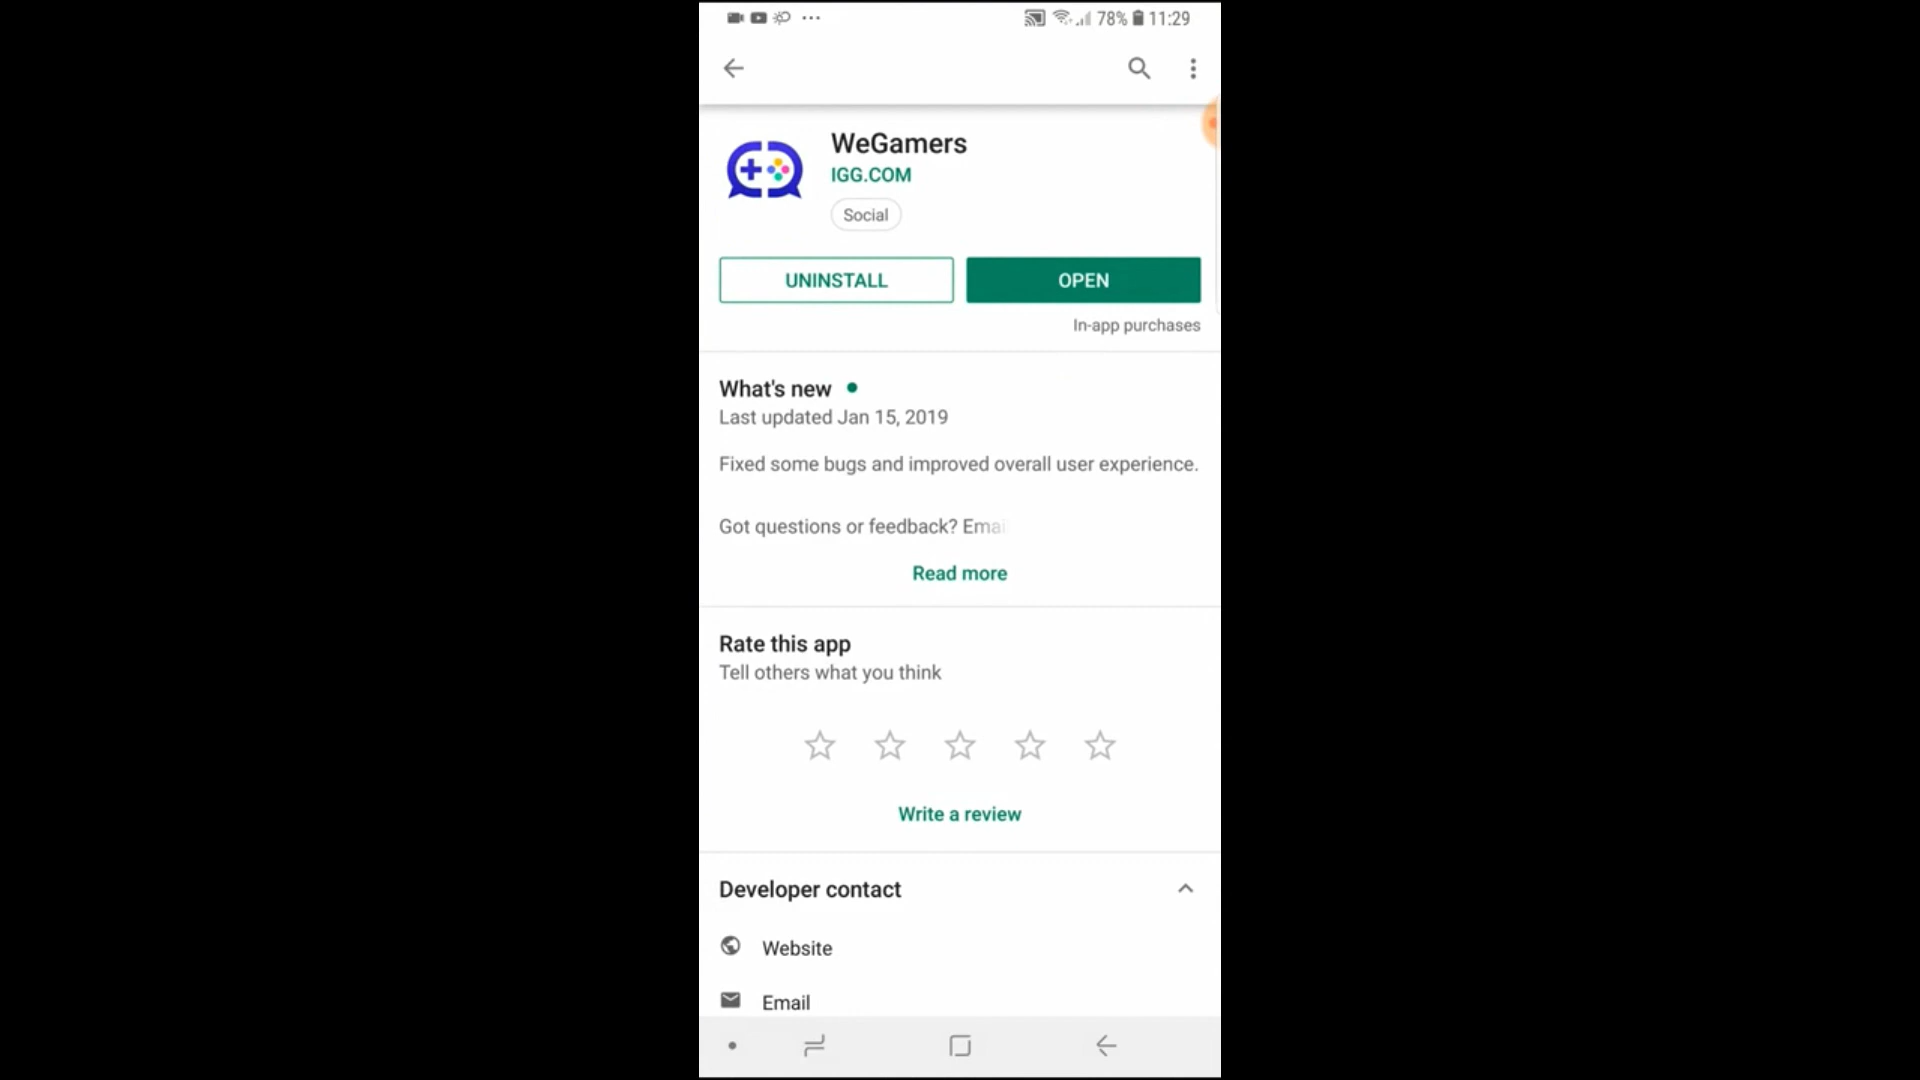 78% 11:29
WeGamers
IGG.COM
Social
UNINSTALL
OPEN
In-app purchases
What's new
Last updated Jan 15, 2019
Fixed some bugs and improved overall user experience.
Got questions or feedback? Emai
Read more
Rate this app
Tell others what you think
Write a review
Developer contact
Website
Email